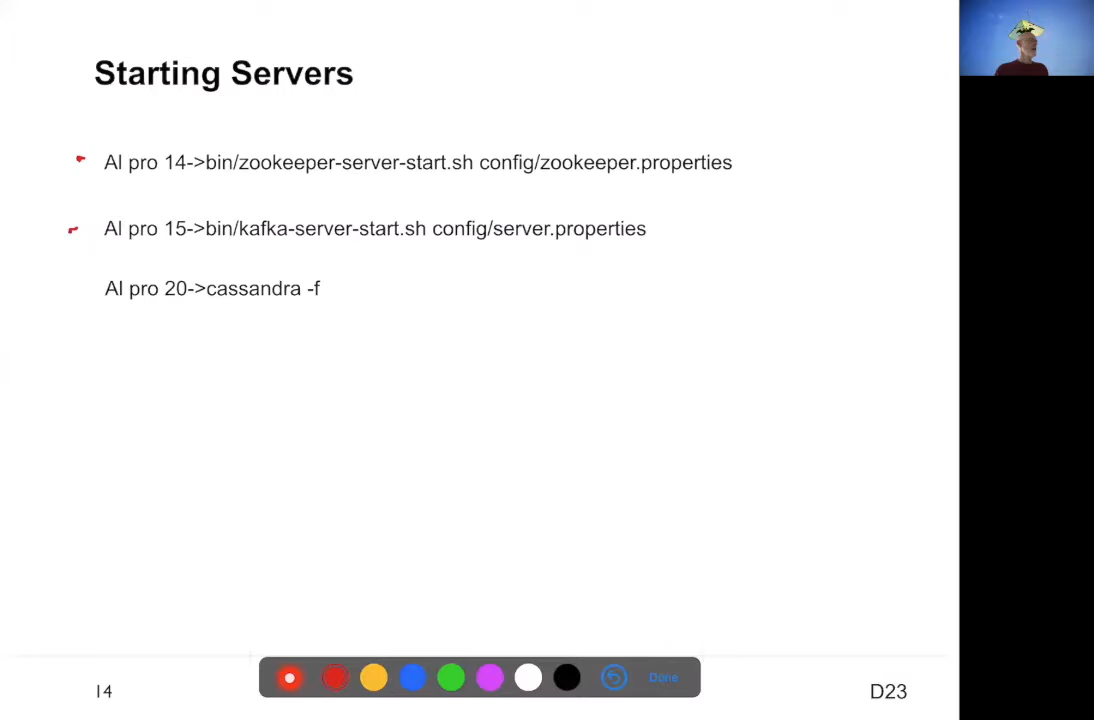 Starting Servers
Al pro 14->bin/zookeeper-server-start.sh config/zookeeper.properties
Al pro 15->bin/kafka-server-start.sh config/server.properties
Al pro 20->cassandra -f
Done
14
D23